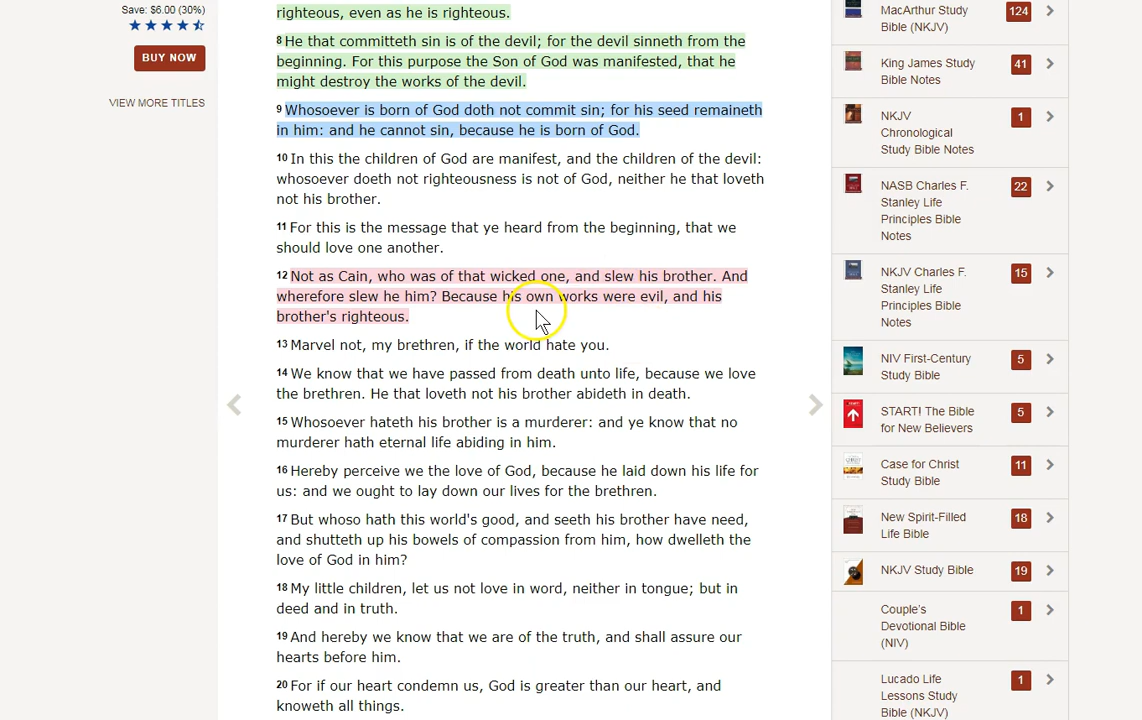 Save: $6.00 (30%)
BUY NOW
VIEW MORE TITLES
righteous, even as he is righteous.
8 He that committeth sin is of the devil; for the devil sinneth from the
beginning. For this purpose the Son of God was manifested, that he
might destroy the works of the devil.
9 Whosoever is born of God doth not commit sin; for his seed remaineth
in him: and he cannot sin, because he is born of God.
10 In this the children of God are manifest, and the children of the devil:
whosoever doeth not righteousness is not of God, neither he that loveth
not his brother.
11 For this is the message that ye heard from the beginning, that we
should love one another.
12 Not as Cain, who was of that wicked one, and slew his brother. And
wherefore slew he him? Because his own works were evil, and his
brother's righteous.
13 Marvel not, my brethren, if the world hate you.
14 We know that we have passed from death unto life, because we love
the brethren. He that loveth not his brother abideth in death.
15 Whosoever hateth his brother is a murderer: and ye know that no
murderer hath eternal life abiding in him.
16 Hereby perceive we the love of God, because he laid down his life for
us: and we ought to lay down our lives for the brethren.
17 But whoso hath this world's good, and seeth his brother have need,
and shutteth up his bowels of compassion from him, how dwelleth the
love of God in him?
18 My little children, let us not love in word, neither in tongue; but in
deed and in truth.
19 And hereby we know that we are of the truth, and shall assure our
hearts before him.
20 For if our heart condemn us, God is greater than our heart, and
knoweth all things.
MacArthur Study 124
Bible (NKJV)
King James Study 41
Bible Notes
NKJV 1
Chronological
Study Bible Notes
NASB Charles F. 22
Stanley Life
Principles Bible
Notes
NKJV Charles F. 15
Stanley Life
Principles Bible
Notes
NIV First-Century 5
Study Bible
START! The Bible 5
for New Believers
Case for Christ 11
Study Bible
New Spirit-Filled 18
Life Bible
NKJV Study Bible 19
Couple's 1
Devotional Bible
(NIV)
Lucado Life 1
Lessons Study
Bible (NKJV)